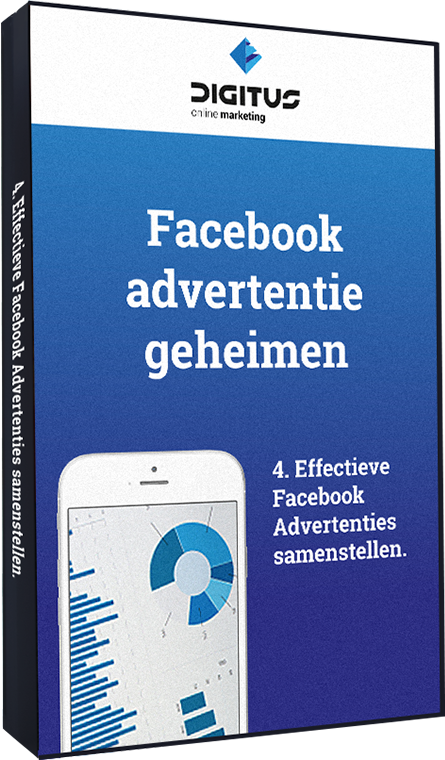 DIGITUS
online marketing
Facebook
advertentie
geheimen
4. Effectieve
Facebook
Advertenties
samenstellen.
4. Effectieve Facebook Advertenties samenstellen.